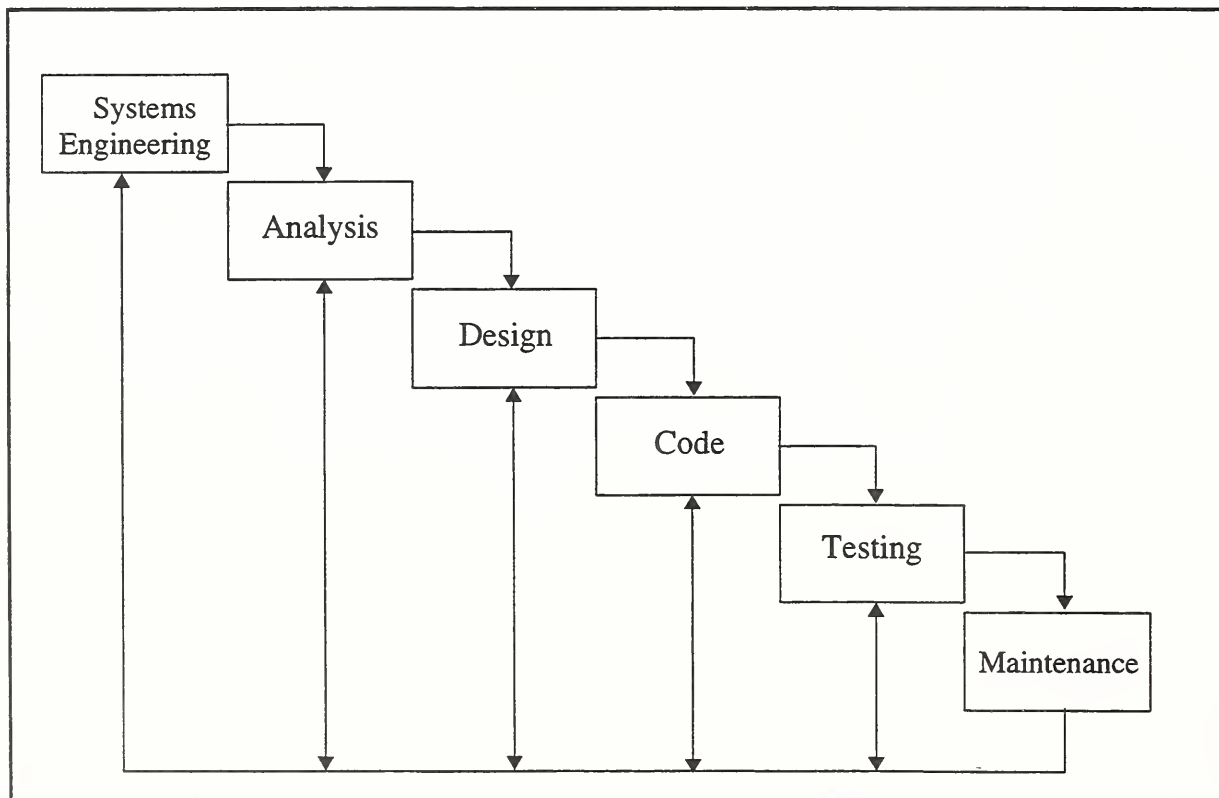 Systems
Engineering
Analysis
Design
Code
Testing
Maintenance